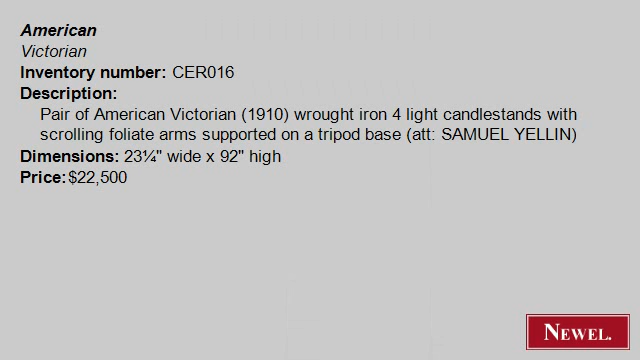 American
Victorian
Inventory number: CER016
Description:
Pair of American Victorian (1910) wrought iron 4 light candlestands with
scrolling foliate arms supported on a tripod base (att: SAMUEL YELLIN)
Dimensions: 23¼" wide x 92" high
Price:$22,500
NEWEL.